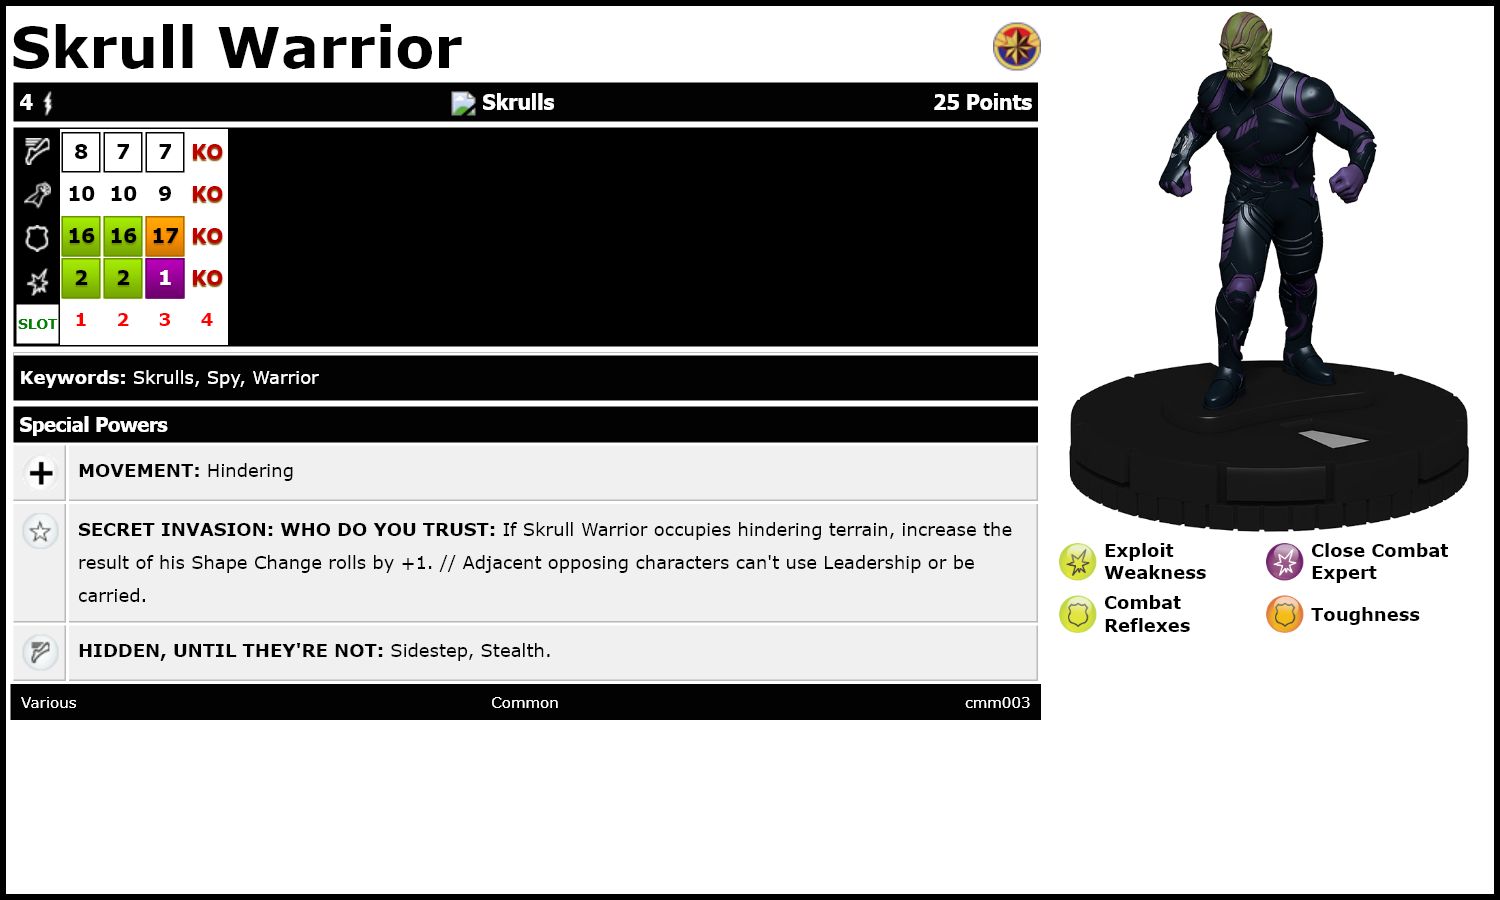 Skrull Warrior
4 Skrulls 25 Points
8 7 7 KO
10 10 9 KO
16 16 17 KO
2 2 1 KO
SLOT 1 2 3 4
Keywords: Skrulls, Spy, Warrior
Special Powers
MOVEMENT: Hindering
SECRET INVASION: WHO DO YOU TRUST: If Skrull Warrior occupies hindering terrain, increase the
result of his Shape Change rolls by +1. // Adjacent opposing characters can't use Leadership or be
carried.
HIDDEN, UNTIL THEY'RE NOT: Sidestep, Stealth.
Various Common cmm003
Exploit
Weakness
Close Combat
Expert
Combat
Reflexes
Toughness